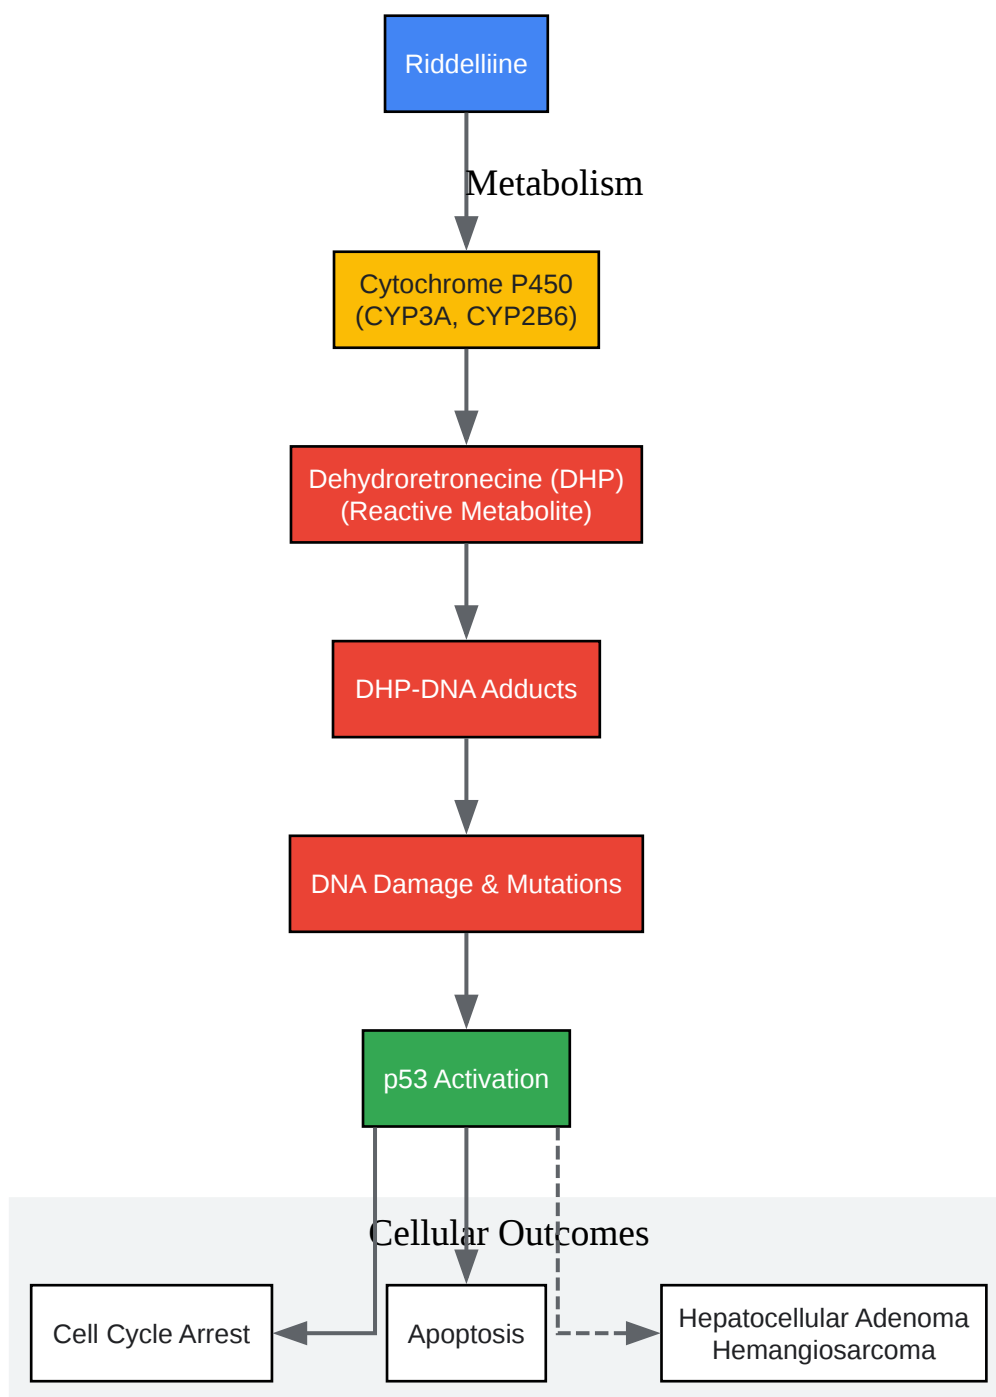 Riddelliine
Metabolism
Cytochrome P450
(CYP3A, CYP2B6)
Dehydroretronecine (DHP)
(Reactive Metabolite)
DHP-DNA Adducts
DNA Damage & Mutations
p53 Activation
Cellular Outcomes
Cell Cycle Arrest
Apoptosis
Hepatocellular Adenoma
Hemangiosarcoma